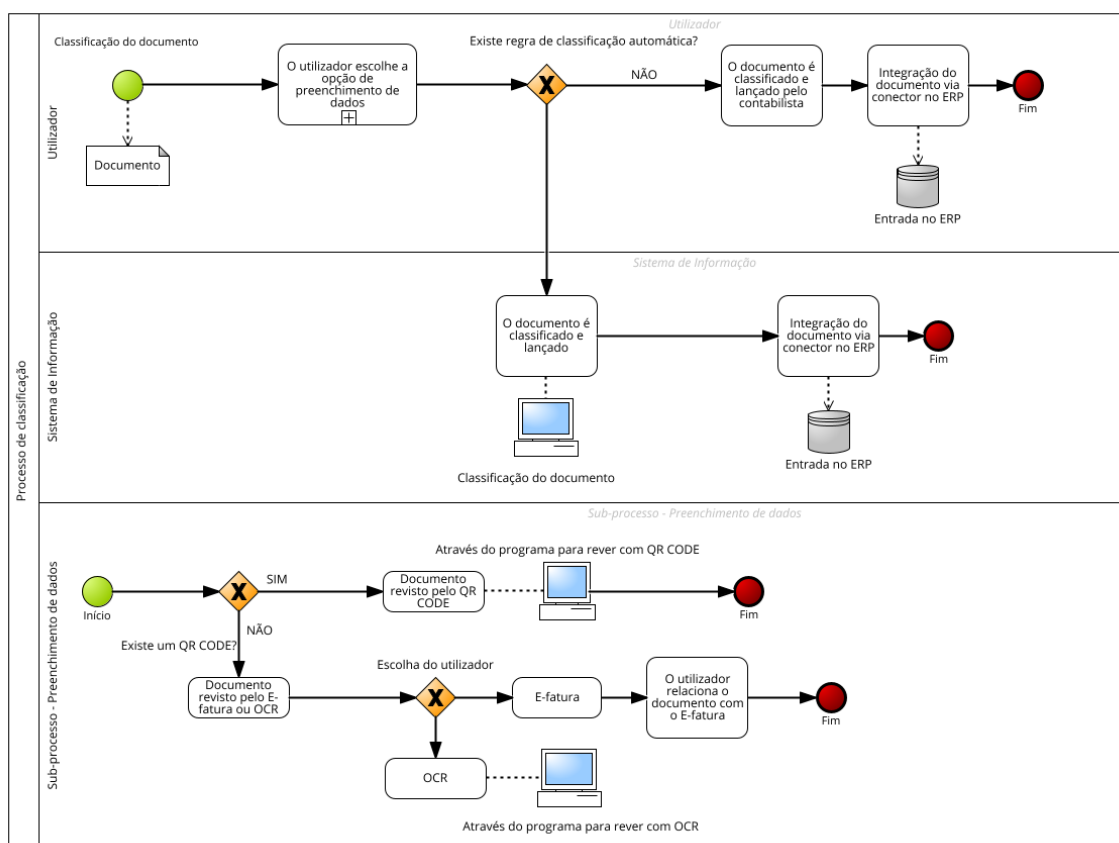 Processo de classificação
Utilizador
Utilizador
Classificação do documento
Documento
O utilizador escolhe a
opção de
preenchimento de
dados
Existe regra de classificação automática?
NÃO
O documento é
classificado e
lançado pelo
contabilista
Integração do
documento via
conector no ERP
Fim
Entrada no ERP
Sistema de Informação
Sistema de Informação
O documento é
classificado e
lançado
Classificação do documento
Integração do
documento via
conector no ERP
Fim
Entrada no ERP
Sub-processo - Preenchimento de dados
Sub-processo - Preenchimento de dados
Início
SIM
NÃO
Existe um QR CODE?
Documento
revisto pelo QR
CODE
Através do programa para rever com QR CODE
Fim
Documento
revisto pelo E-
fatura ou OCR
Escolha do utilizador
E-fatura
O utilizador
relaciona o
documento com
o E-fatura
Fim
OCR
Através do programa para rever com OCR